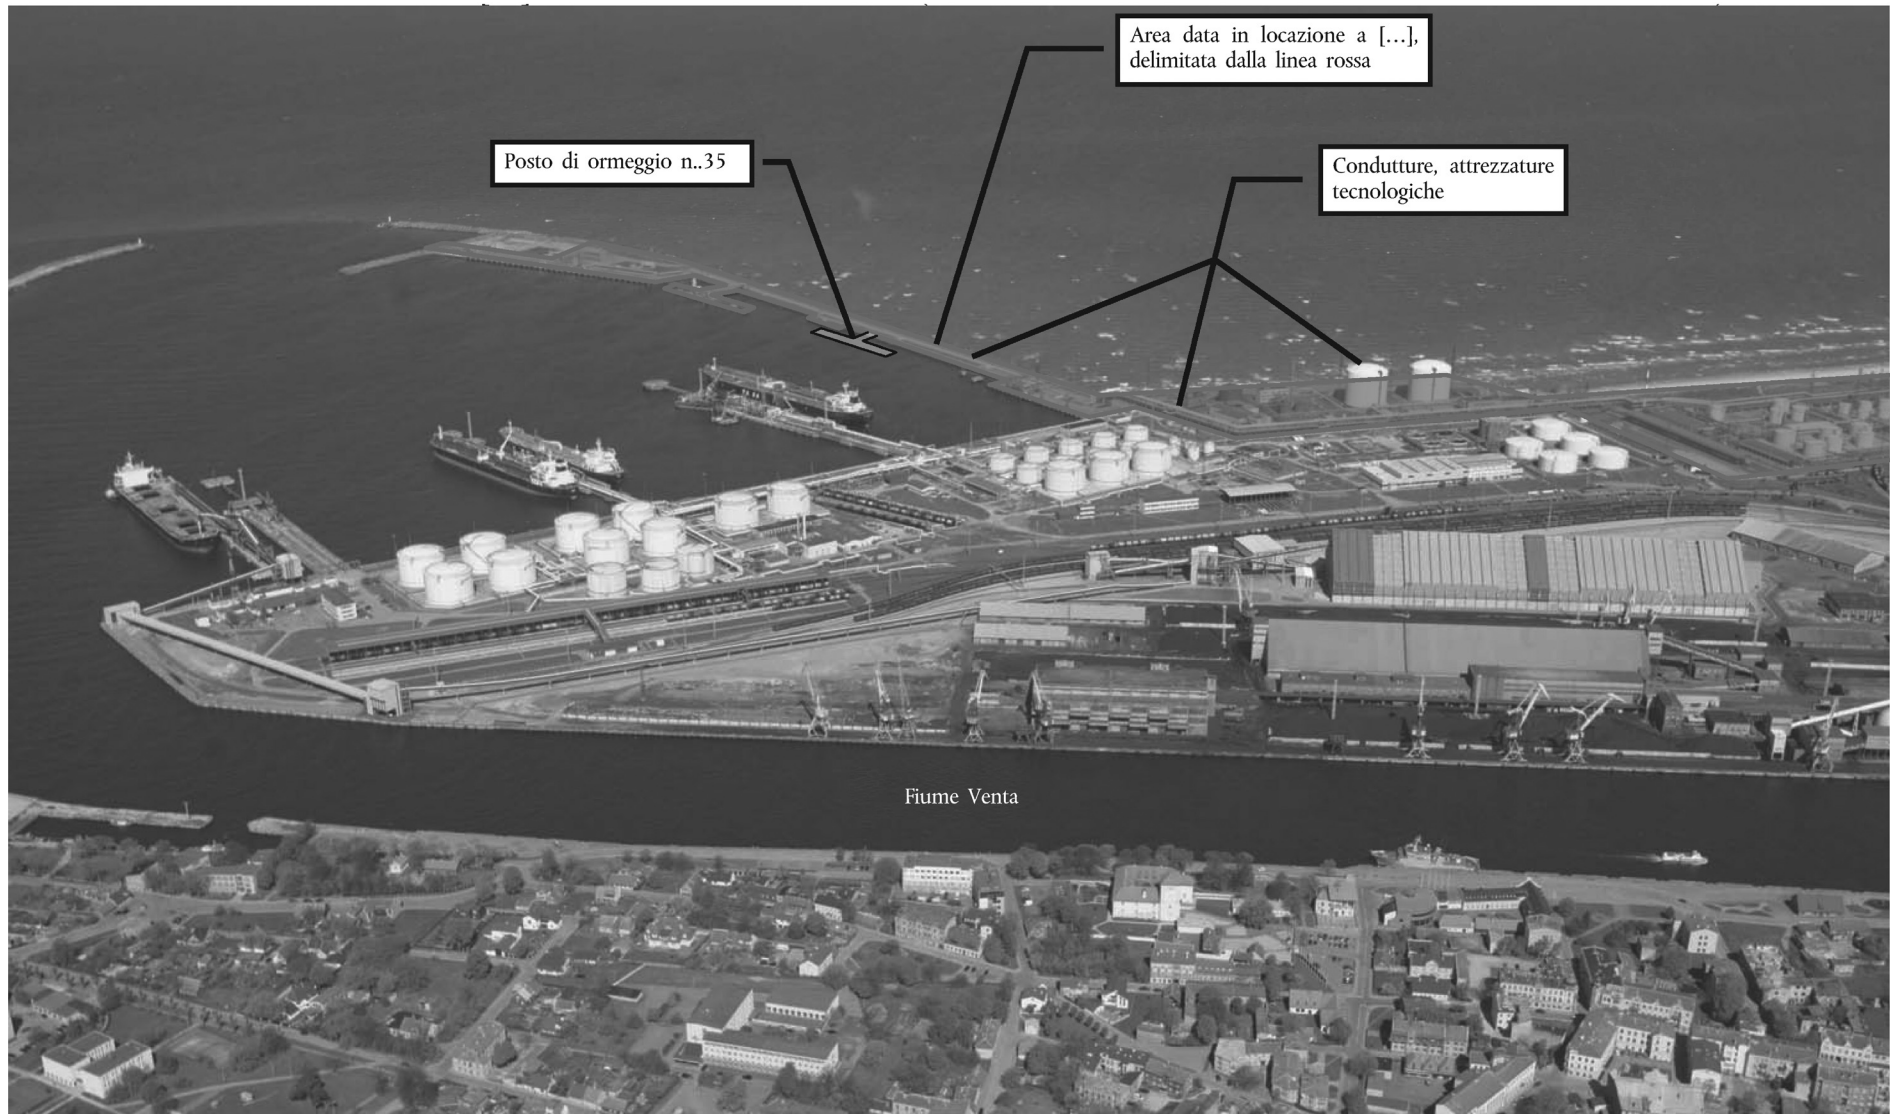 Area data in locazione a […],
delimitata dalla linea rossa
Posto di ormeggio n..35
Condutture, attrezzature
tecnologiche
Fiume Venta